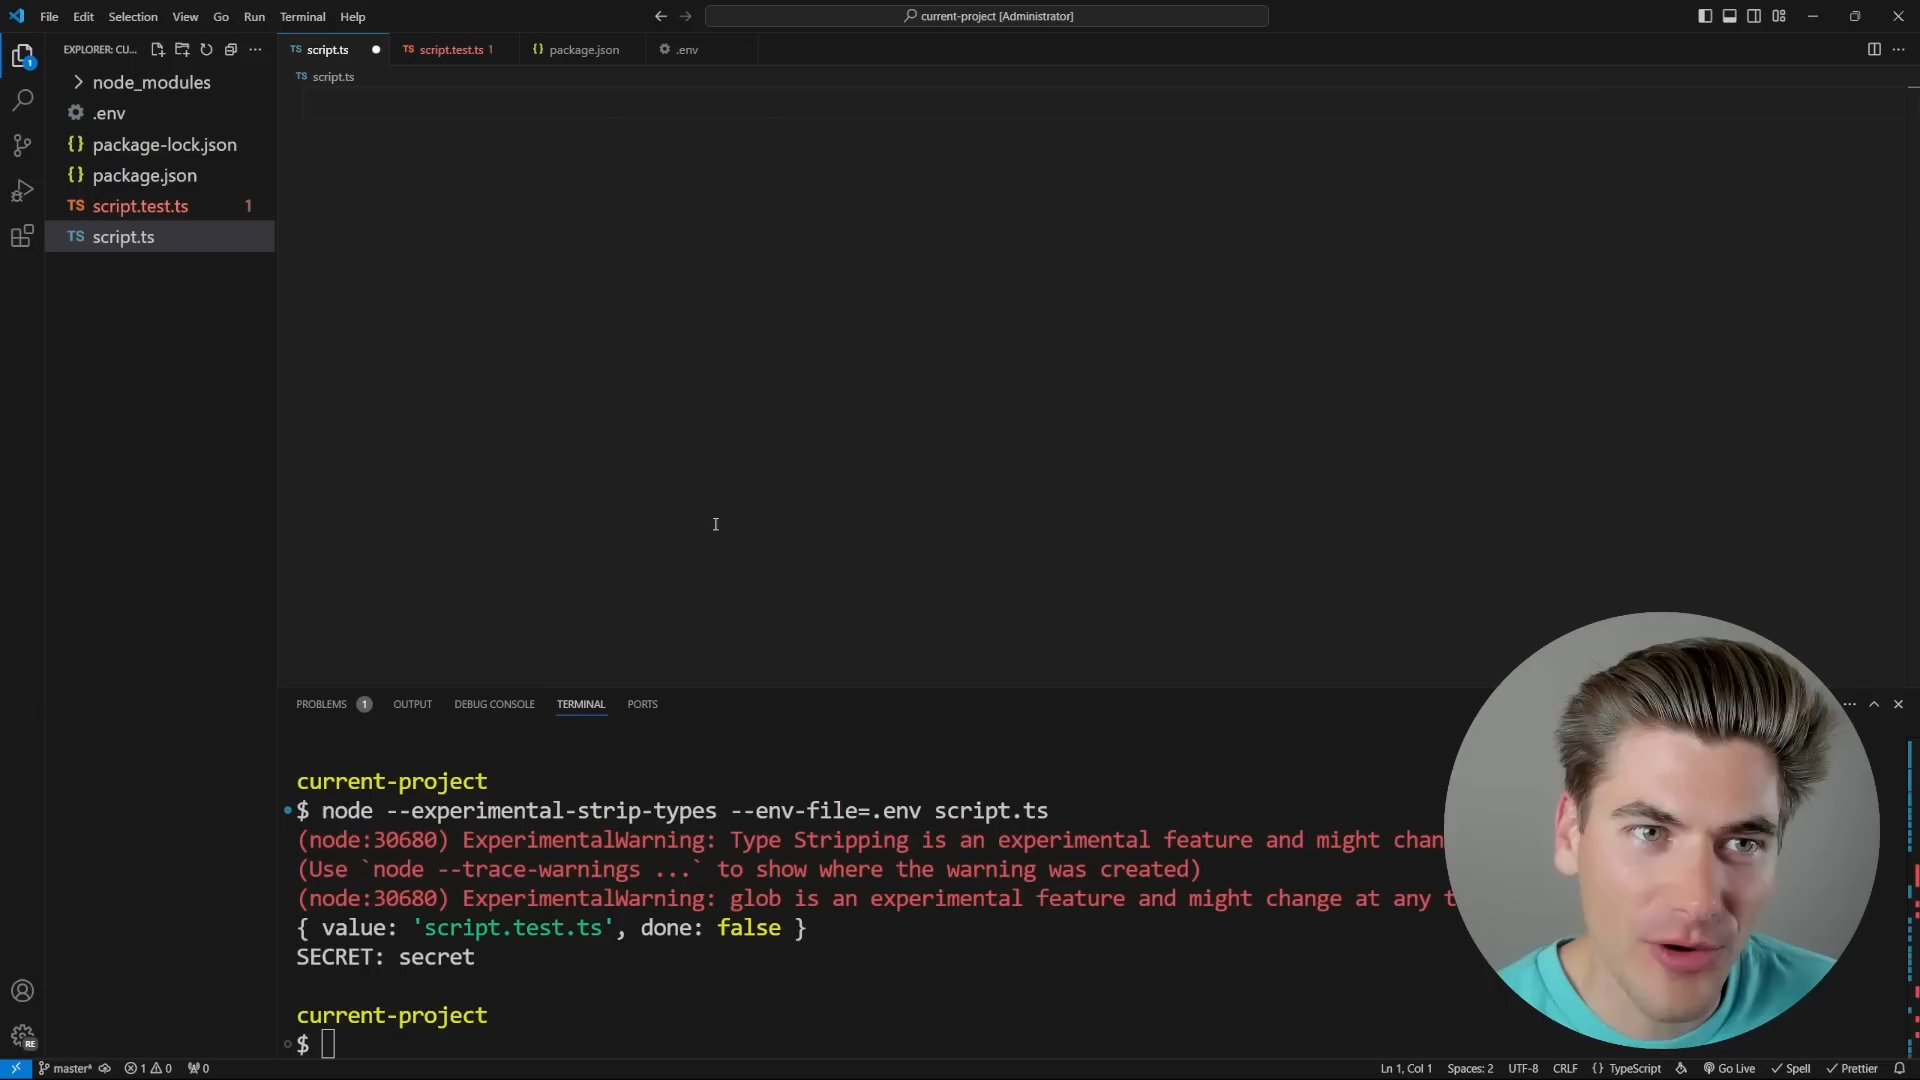 File Edit Selection View Go Run Terminal Help
current-project [Administrator]
EXPLORER: CU...
TS script.ts
TS script.test.ts 1
{} package.json
.env
1
TS script.ts
node_modules
.env
{} package-lock.json
{} package.json
TS script.test.ts 1
TS script.ts
PROBLEMS 1 OUTPUT DEBUG CONSOLE TERMINAL PORTS
current-project
$ node --experimental-strip-types --env-file=.env script.ts
(node:30680) ExperimentalWarning: Type Stripping is an experimental feature and might chan
(Use `node --trace-warnings ...` to show where the warning was created)
(node:30680) ExperimentalWarning: glob is an experimental feature and might change at any t
{ value: 'script.test.ts', done: false }
SECRET: secret
current-project
$
RE
master* 1 0 0 Ln 1, Col 1 Spaces: 2 UTF-8 CRLF {} TypeScript Go Live Spell Prettier